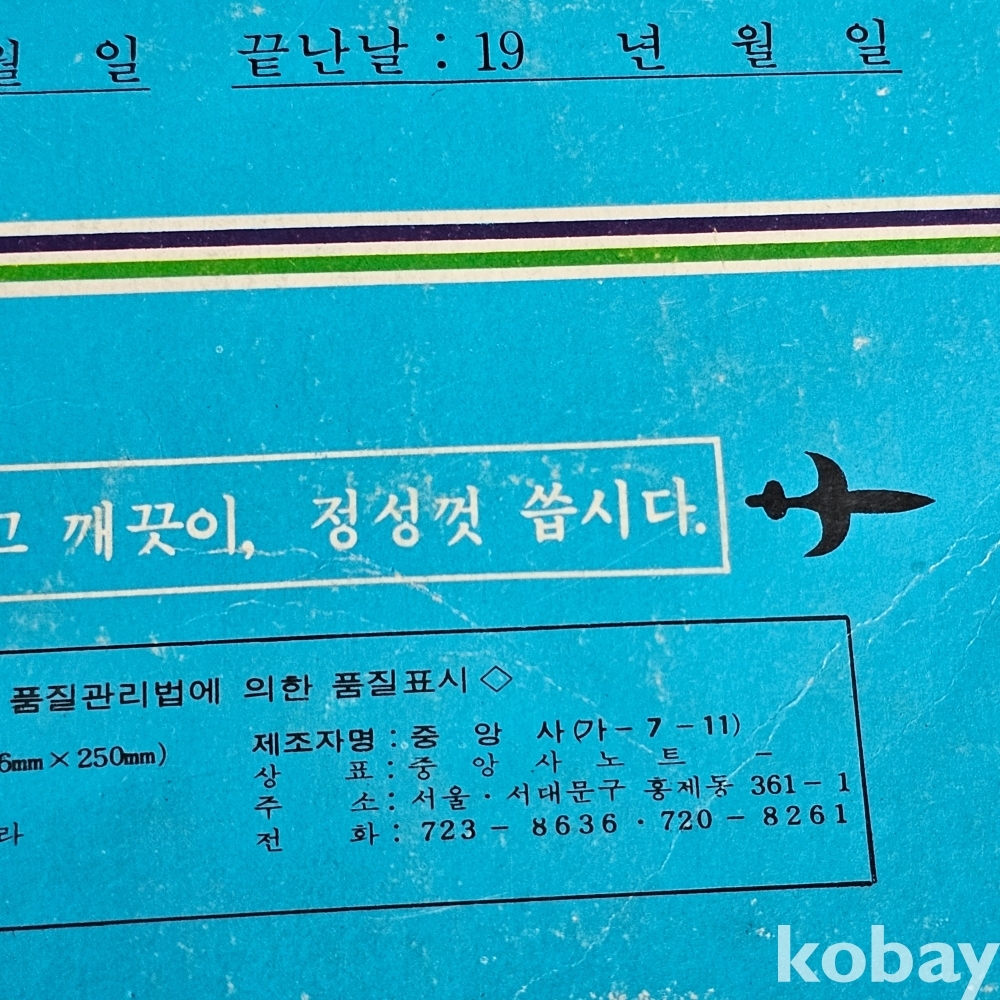 월 일 끝난날 : 19 년 월 일
그 깨끗이, 정성껏 씁시다.
품질관리법에 의한 품질표시 ◇
6mm × 250mm)
제조자명 : 중 앙 사 (가 - 7 - 11)
상 표 : 중 앙 사 노 트 -
주 소 : 서울 · 서대문구 홍제동 361 - 1
라
전 화 : 723 - 8636 · 720 - 8261
kobay